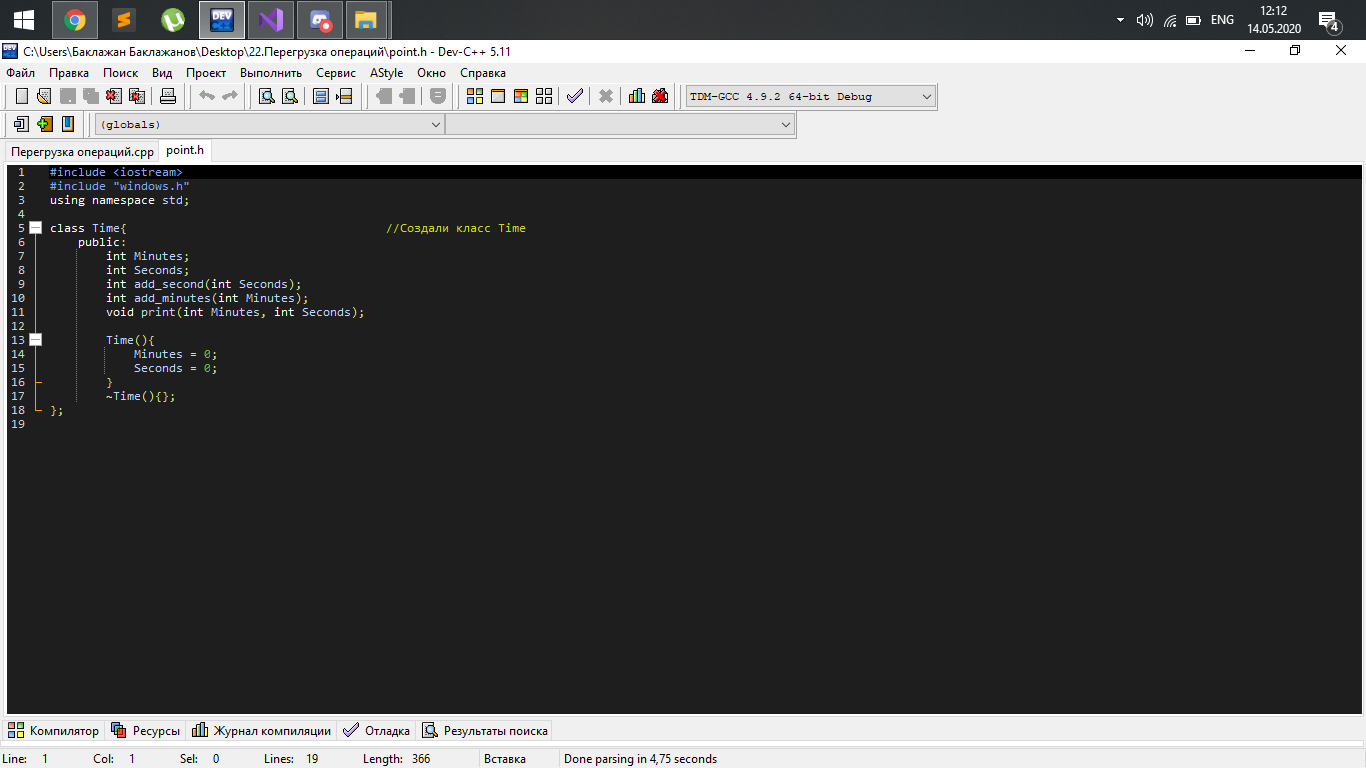 DEV
ENG
12:12
14.05.2020
4
DEV
C:\Users\Баклажан Баклажанов\Desktop\22.Перегрузка операций\point.h - Dev-C++ 5.11
Файл Правка Поиск Вид Проект Выполнить Сервис AStyle Окно Справка
TDM-GCC 4.9.2 64-bit Debug
(globals)
Перегрузка операций.cpp point.h
1 #include <iostream>
2 #include "windows.h"
3 using namespace std;
4
5 class Time{ //Создали класс Time
6 public:
7 int Minutes;
8 int Seconds;
9 int add_second(int Seconds);
10 int add_minutes(int Minutes);
11 void print(int Minutes, int Seconds);
12
13 Time(){
14 Minutes = 0;
15 Seconds = 0;
16 }
17 ~Time(){};
18 };
19
Компилятор Ресурсы Журнал компиляции Отладка Результаты поиска
Line: 1 Col: 1 Sel: 0 Lines: 19 Length: 366 Вставка Done parsing in 4,75 seconds